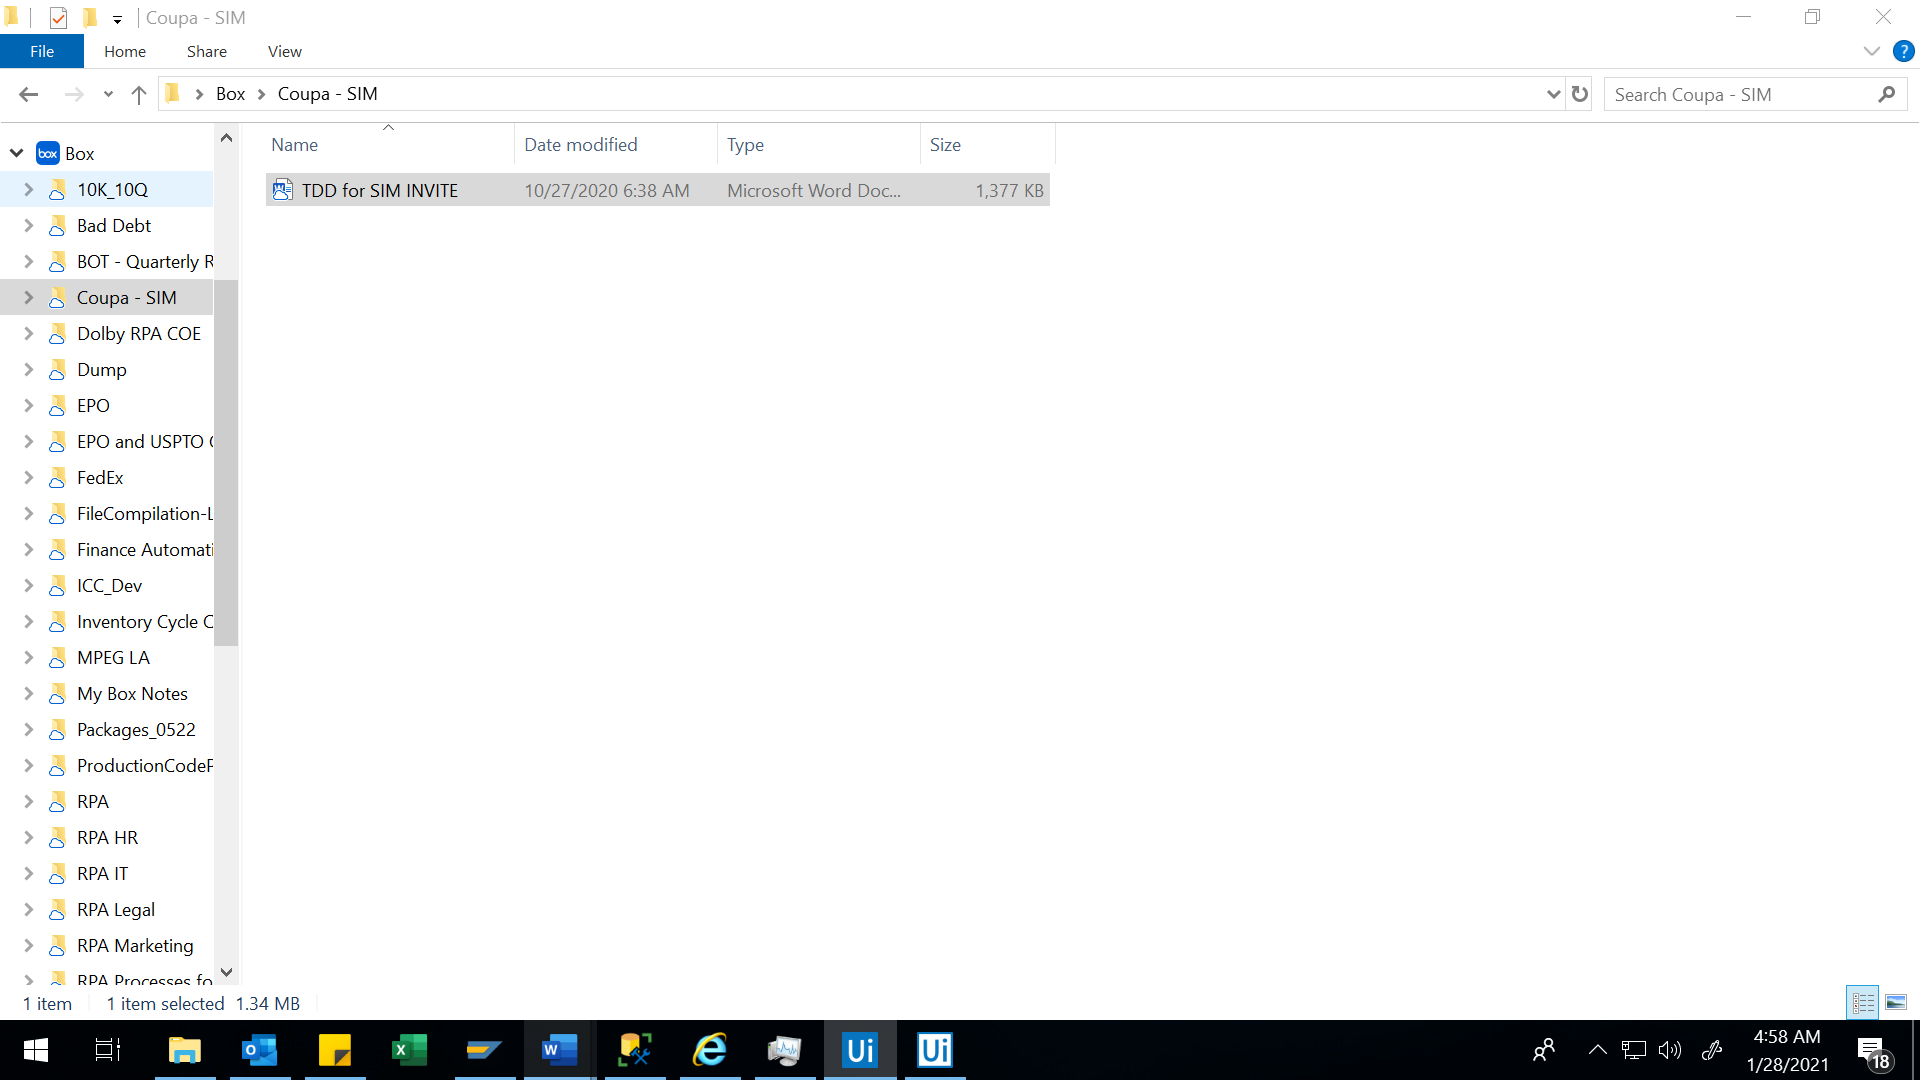 Coupa - SIM
File Home Share View
?
Box Coupa - SIM
Search Coupa - SIM
Name Date modified Type Size
TDD for SIM INVITE 10/27/2020 6:38 AM Microsoft Word Doc... 1,377 KB
box Box
10K_10Q
Bad Debt
BOT - Quarterly R
Coupa - SIM
Dolby RPA COE
Dump
EPO
EPO and USPTO
FedEx
FileCompilation-L
Finance Automati
ICC_Dev
Inventory Cycle C
MPEG LA
My Box Notes
Packages_0522
ProductionCodeP
RPA
RPA HR
RPA IT
RPA Legal
RPA Marketing
RPA Processes fo
1 item 1 item selected 1.34 MB
Ui Ui
4:58 AM
1/28/2021
18